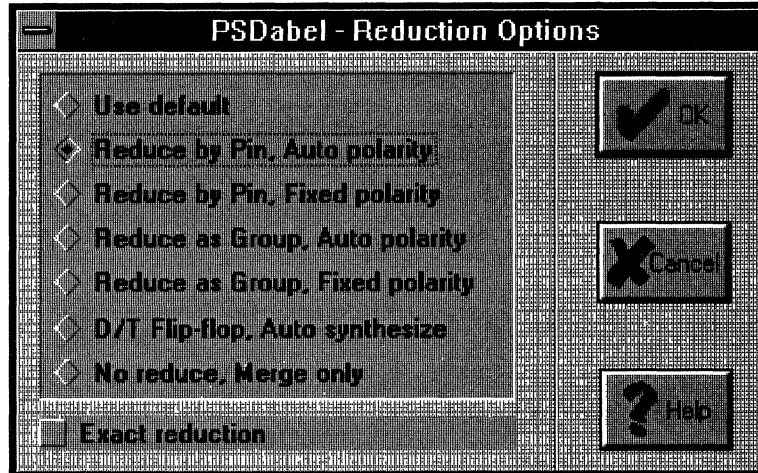 PSDabel - Reduction Options
Use default
Reduce by Pin, Auto polarity
Reduce by Pin, Fixed polarity
Reduce as Group, Auto polarity
Reduce as Group, Fixed polarity
D/T Flip-flop, Auto synthesize
No reduce, Merge only
Exact reduction
OK
Cancel
Help